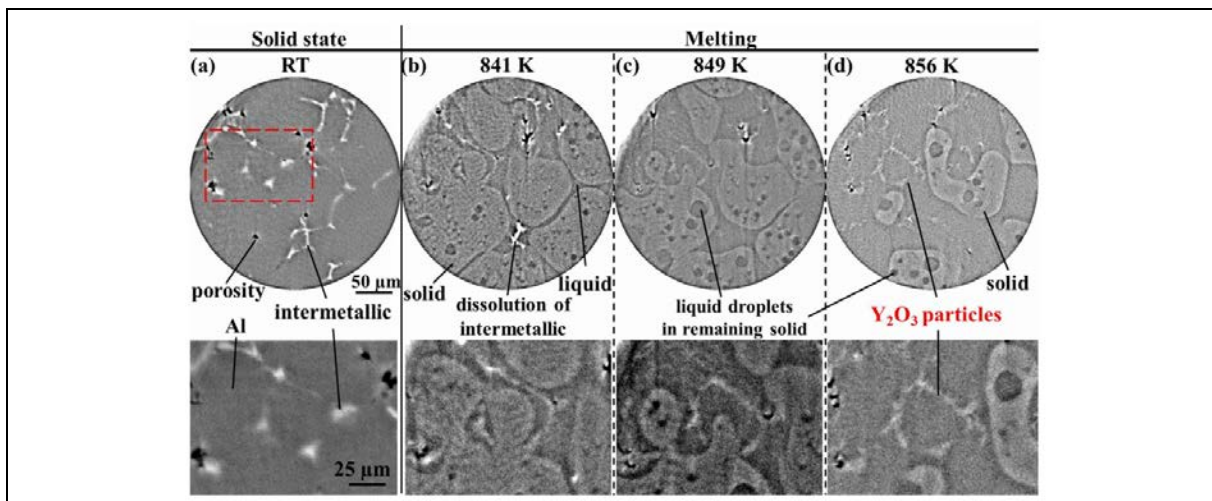 Solid state
Melting
(a)
RT
(b)
841 K
(c)
849 K
(d)
856 K
porosity
50 µm
intermetallic
solid
dissolution of
intermetallic
liquid
liquid droplets
in remaining solid
solid
Y₂O₃ particles
Al
25 µm